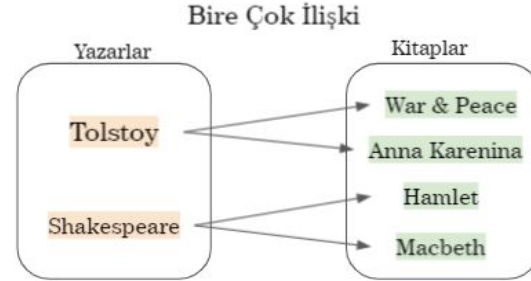 Bire Çok İlişki
Yazarlar
Kitaplar
Tolstoy
Shakespeare
War & Peace
Anna Karenina
Hamlet
Macbeth